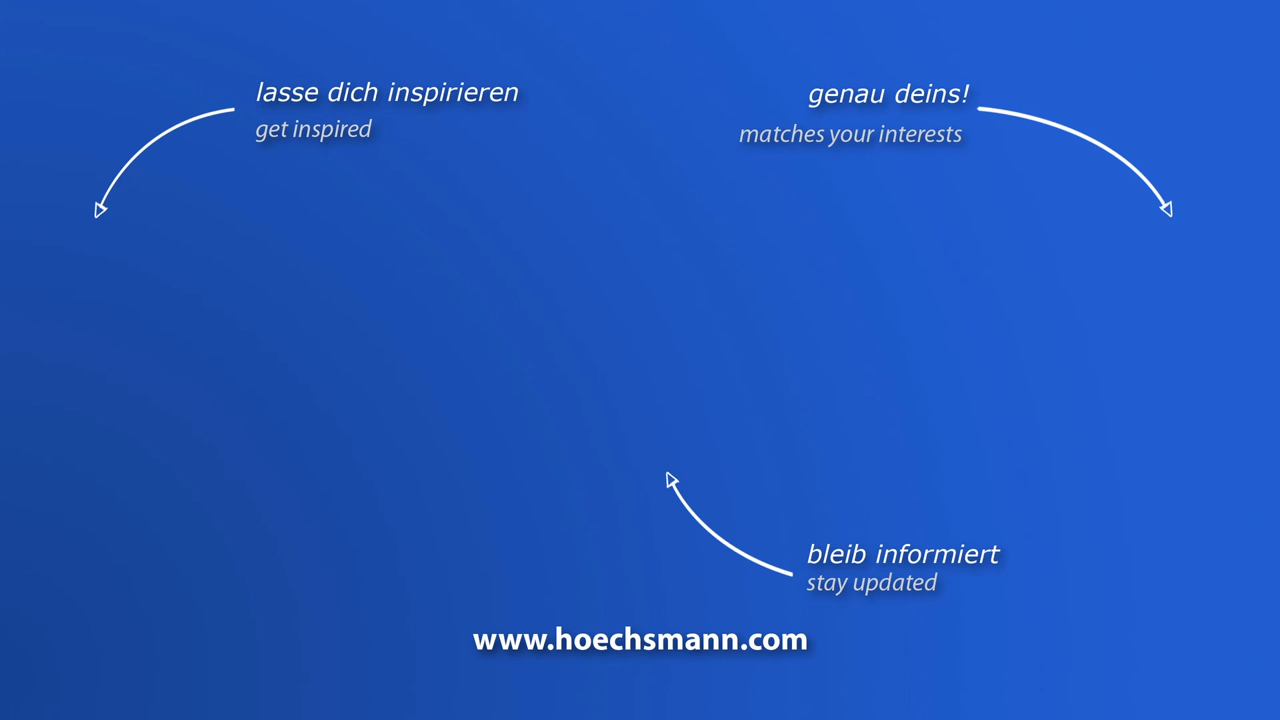 lasse dich inspirieren
get inspired
genau deins!
matches your interests
bleib informiert
stay updated
www.hoechsmann.com